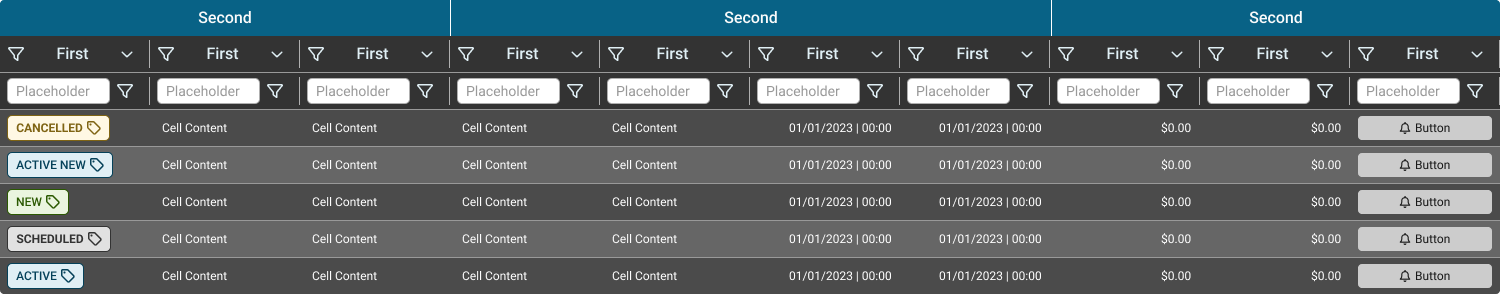 Second Second Second
First First First First First First First First First First
Placeholder Placeholder Placeholder Placeholder Placeholder Placeholder Placeholder Placeholder Placeholder Placeholder
CANCELLED Cell Content Cell Content Cell Content Cell Content 01/01/2023 | 00:00 01/01/2023 | 00:00 $0.00 $0.00 Button
ACTIVE NEW Cell Content Cell Content Cell Content Cell Content 01/01/2023 | 00:00 01/01/2023 | 00:00 $0.00 $0.00 Button
NEW Cell Content Cell Content Cell Content Cell Content 01/01/2023 | 00:00 01/01/2023 | 00:00 $0.00 $0.00 Button
SCHEDULED Cell Content Cell Content Cell Content Cell Content 01/01/2023 | 00:00 01/01/2023 | 00:00 $0.00 $0.00 Button
ACTIVE Cell Content Cell Content Cell Content Cell Content 01/01/2023 | 00:00 01/01/2023 | 00:00 $0.00 $0.00 Button